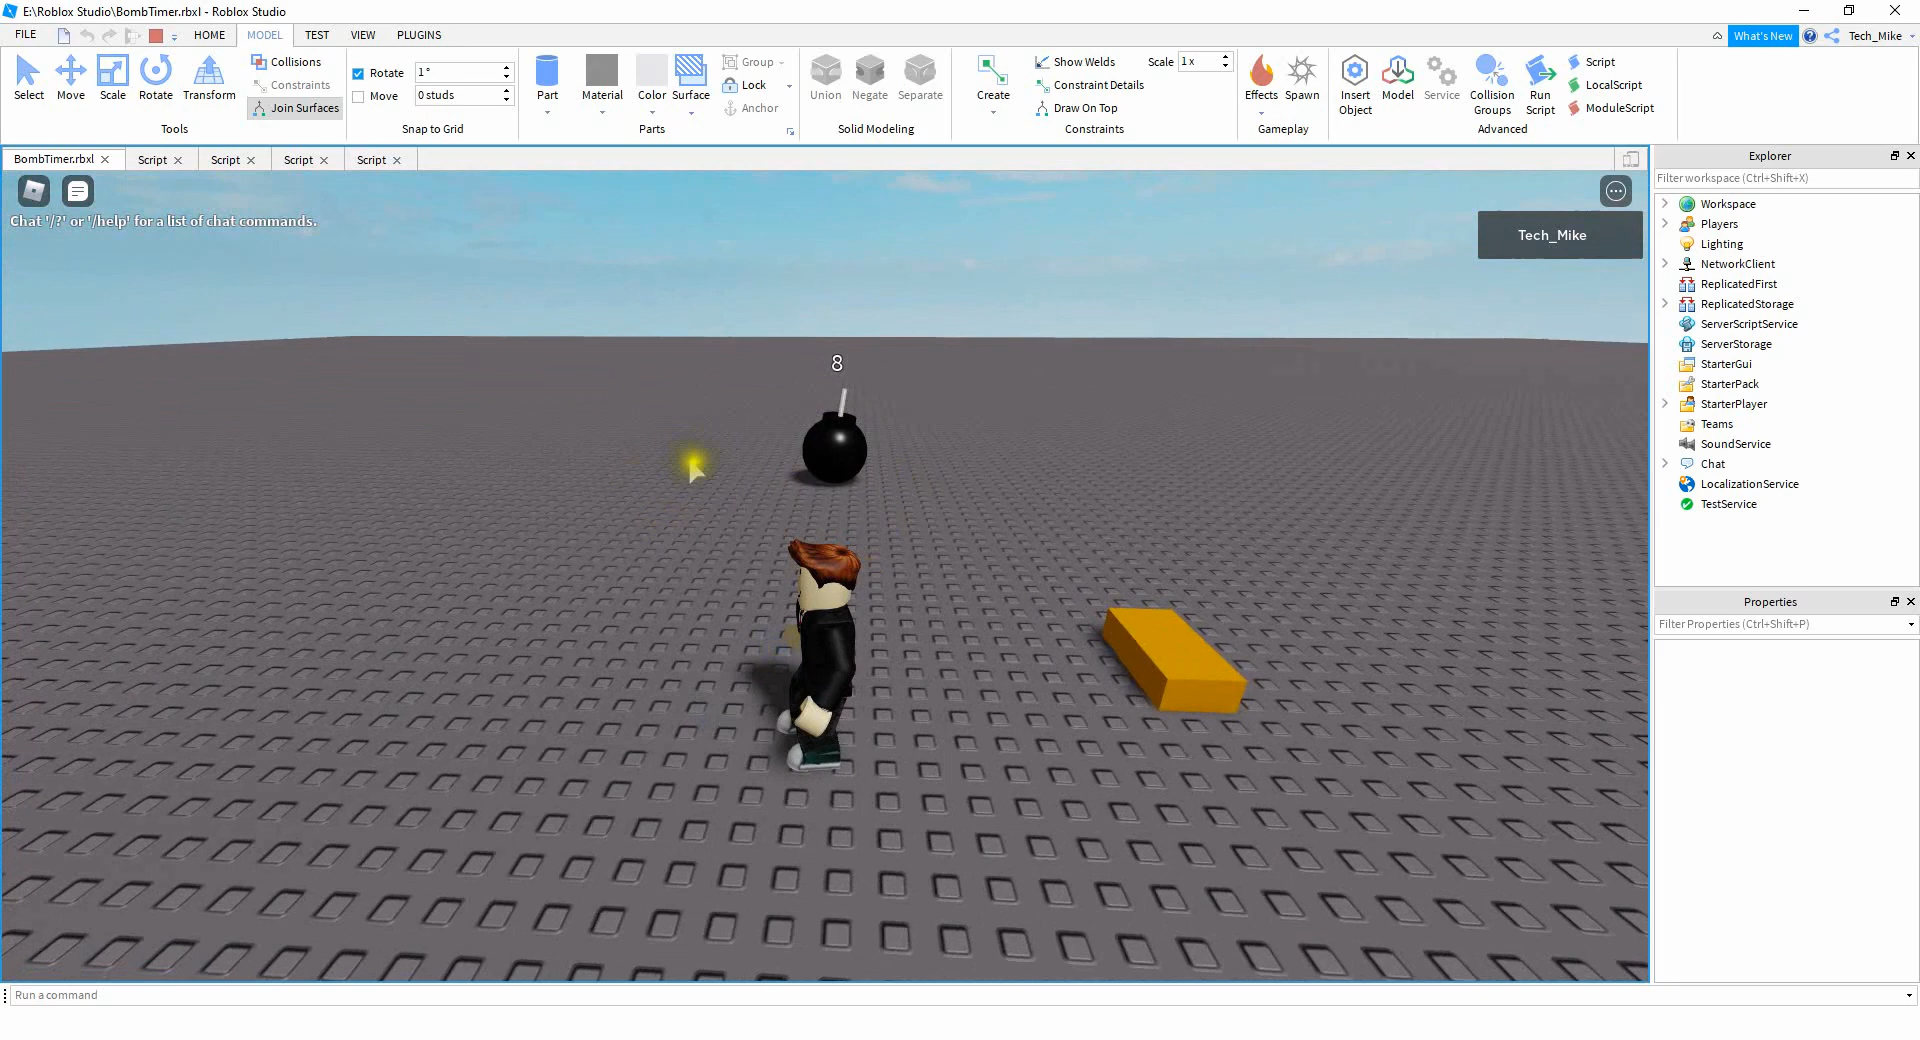 E:\Roblox Studio\BombTimer.rbxl - Roblox Studio
FILE HOME MODEL TEST VIEW PLUGINS What's New Tech_Mike
Select Move Scale Rotate Transform
Collisions
Constraints
Join Surfaces
Tools
Rotate 1 °
Move 0 studs
Snap to Grid
Part Material Color Surface
Group
Lock
Anchor
Parts
Union Negate Separate
Solid Modeling
Create
Show Welds Scale 1 x
Constraint Details
Draw On Top
Constraints
Effects Spawn
Gameplay
Insert Object Model Service Collision Groups Run Script
Script
LocalScript
ModuleScript
Advanced
BombTimer.rbxl Script Script Script Script
Chat '/?' or '/help' for a list of chat commands.
Tech_Mike
8
Explorer
Filter workspace (Ctrl+Shift+X)
Workspace
Players
Lighting
NetworkClient
ReplicatedFirst
ReplicatedStorage
ServerScriptService
ServerStorage
StarterGui
StarterPack
StarterPlayer
Teams
SoundService
Chat
LocalizationService
TestService
Properties
Filter Properties (Ctrl+Shift+P)
Run a command